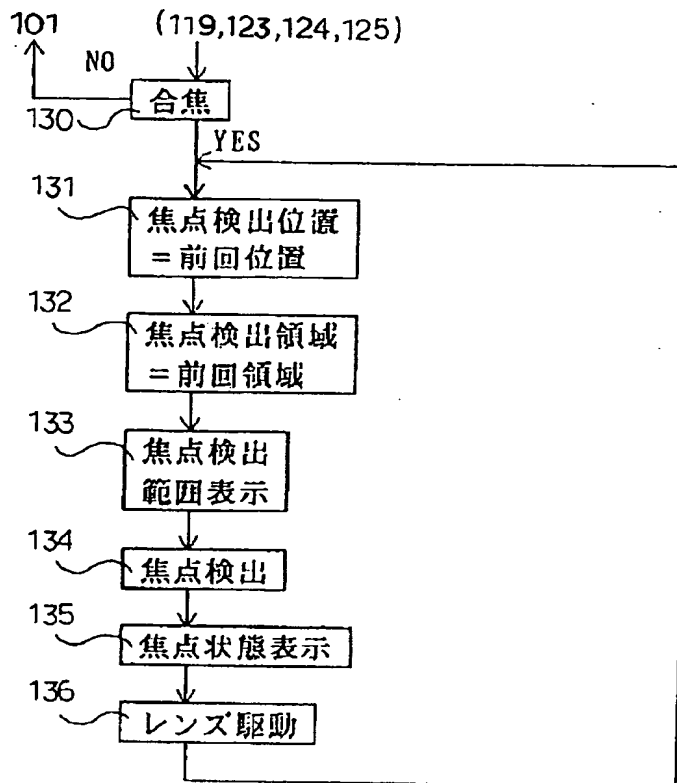 101
(119,123,124,125)
NO
130
合焦
YES
131
焦点検出位置
=前回位置
132
焦点検出領域
=前回領域
133
焦点検出
範囲表示
134
焦点検出
135
焦点状態表示
136
レンズ駆動